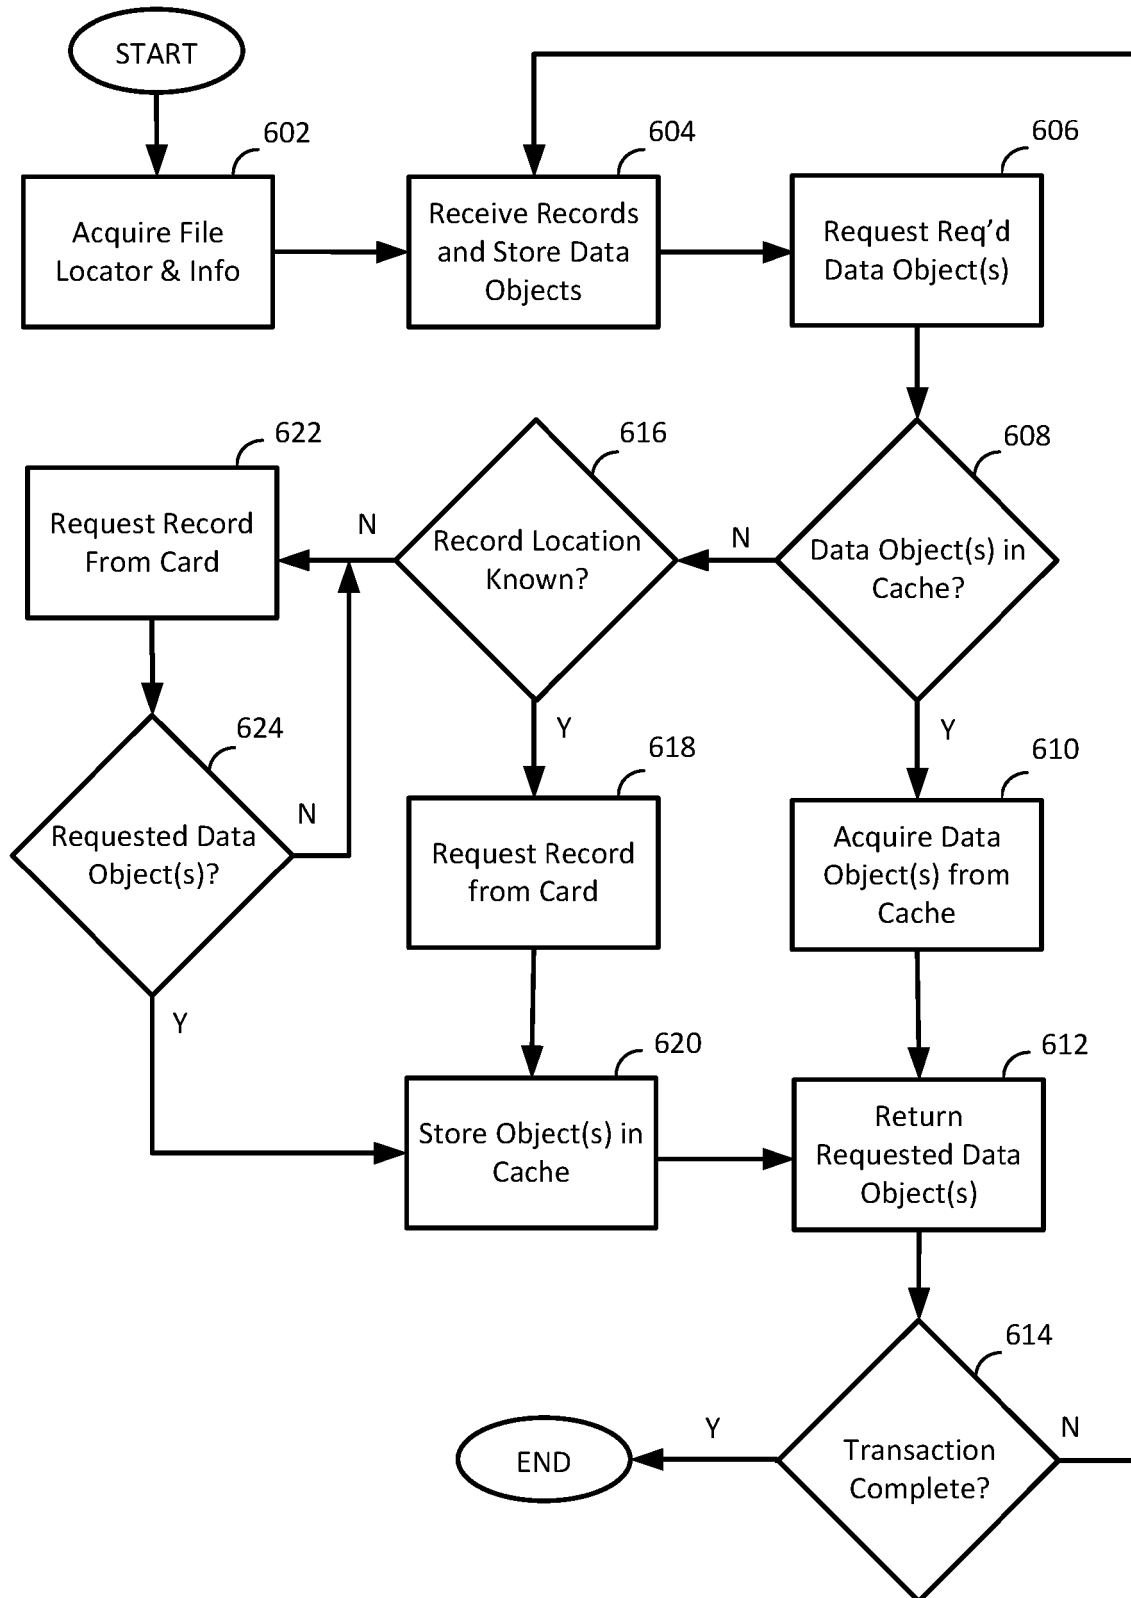 START
602
Acquire File
Locator & Info
604
Receive Records
and Store Data
Objects
606
Request Req’d
Data Object(s)
622
Request Record
From Card
N
616
Record Location
Known?
N
608
Data Object(s) in
Cache?
624
Requested Data
Object(s)?
N
Y
Y
618
Request Record
from Card
Y
610
Acquire Data
Object(s) from
Cache
620
Store Object(s) in
Cache
612
Return
Requested Data
Object(s)
614
Transaction
Complete?
Y
N
END